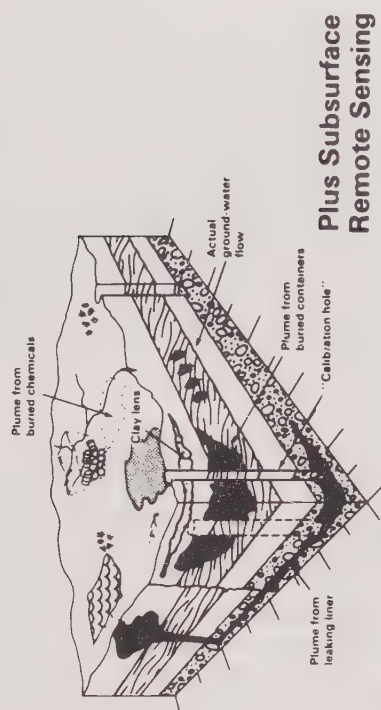 Plume from
buried chemicals
Clay lens
Actual
ground-water
flow
Plume from
buried containers
"Calibration hole"
Plume from
leaking liner
Plus Subsurface
Remote Sensing